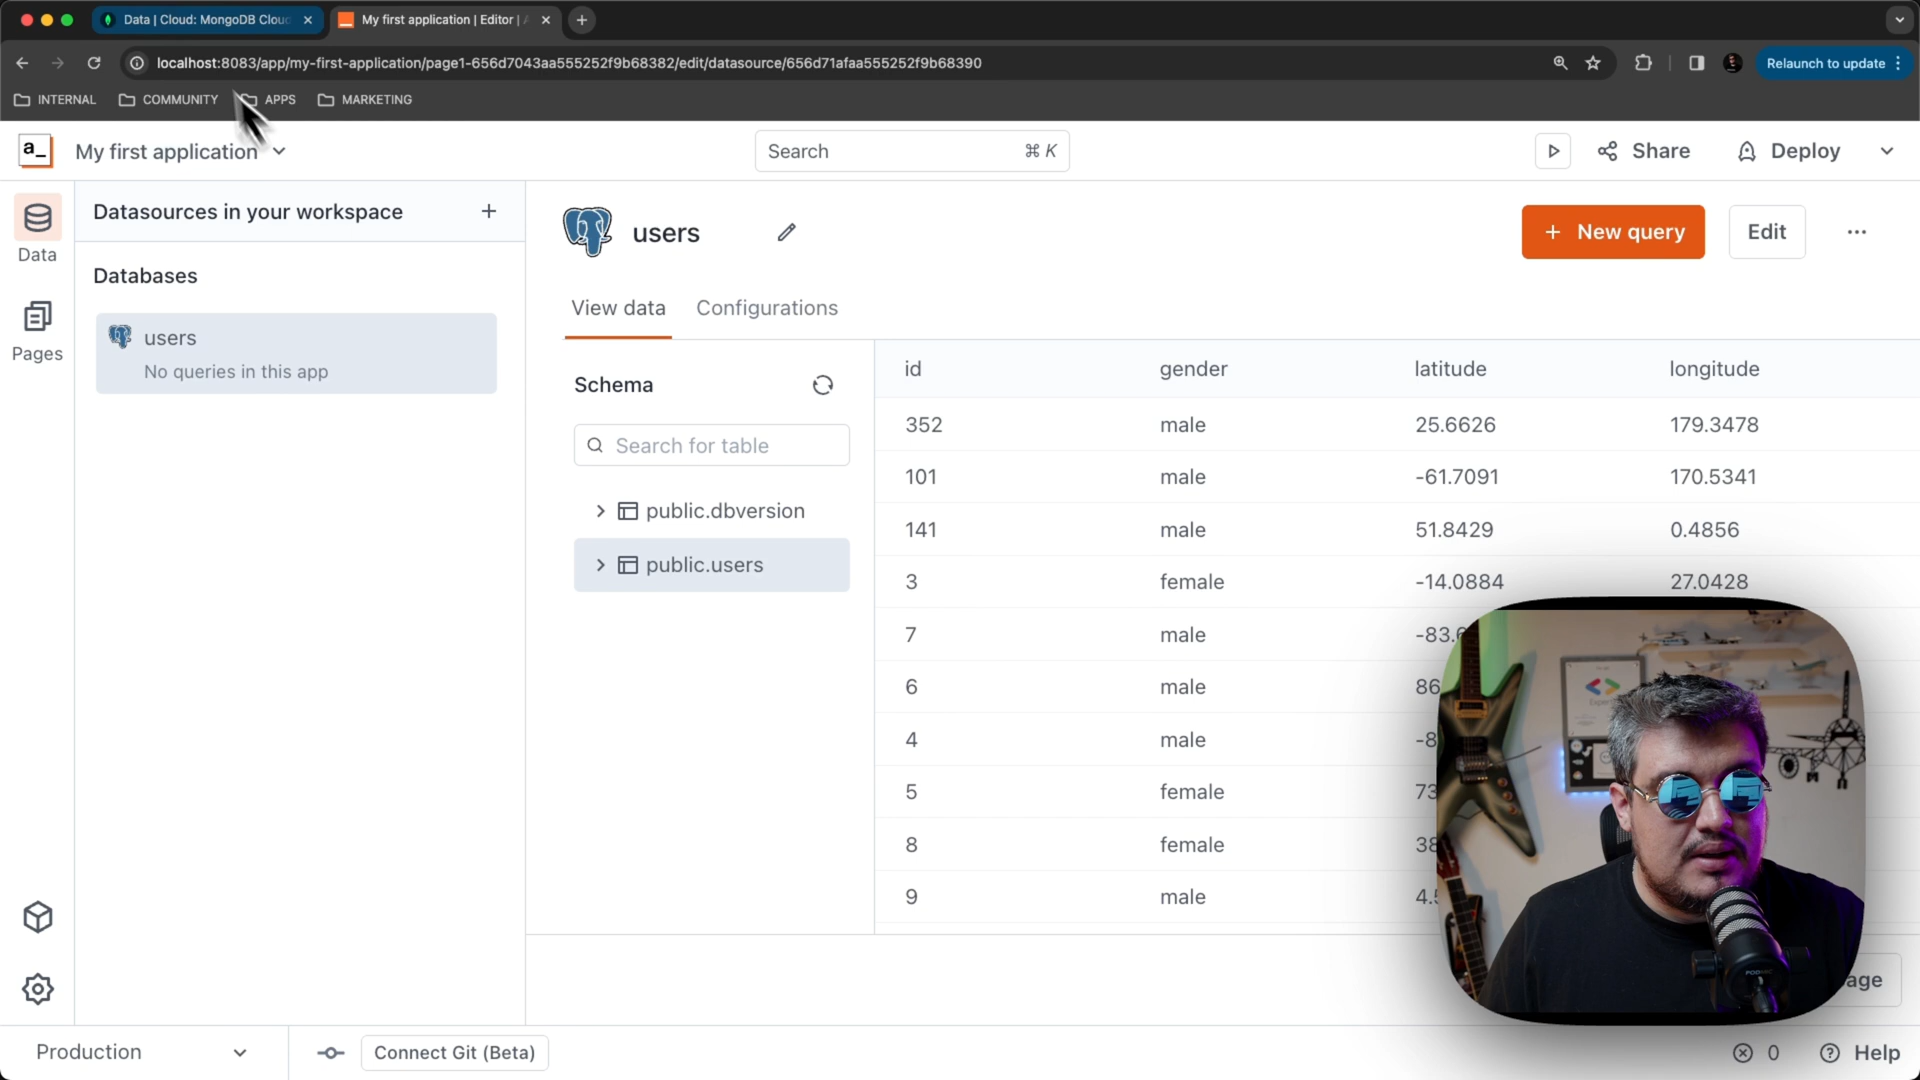 Data | Cloud: MongoDB Cloud
My first application | Editor |
localhost:8083/app/my-first-application/page1-656d7043aa555252f9b68382/edit/datasource/656d71afaa555252f9b68390
Relaunch to update
INTERNAL
COMMUNITY
APPS
MARKETING
a_
My first application
Search
⌘ K
Share
Deploy
Data
Pages
Datasources in your workspace
Databases
users
No queries in this app
users
+ New query
Edit
View data
Configurations
Schema
Search for table
public.dbversion
public.users
id gender latitude longitude
352 male 25.6626 179.3478
101 male -61.7091 170.5341
141 male 51.8429 0.4856
3 female -14.0884 27.0428
7 male
6 male
4 male
5 female
8 female
9 male
Production
Connect Git (Beta)
0
Help